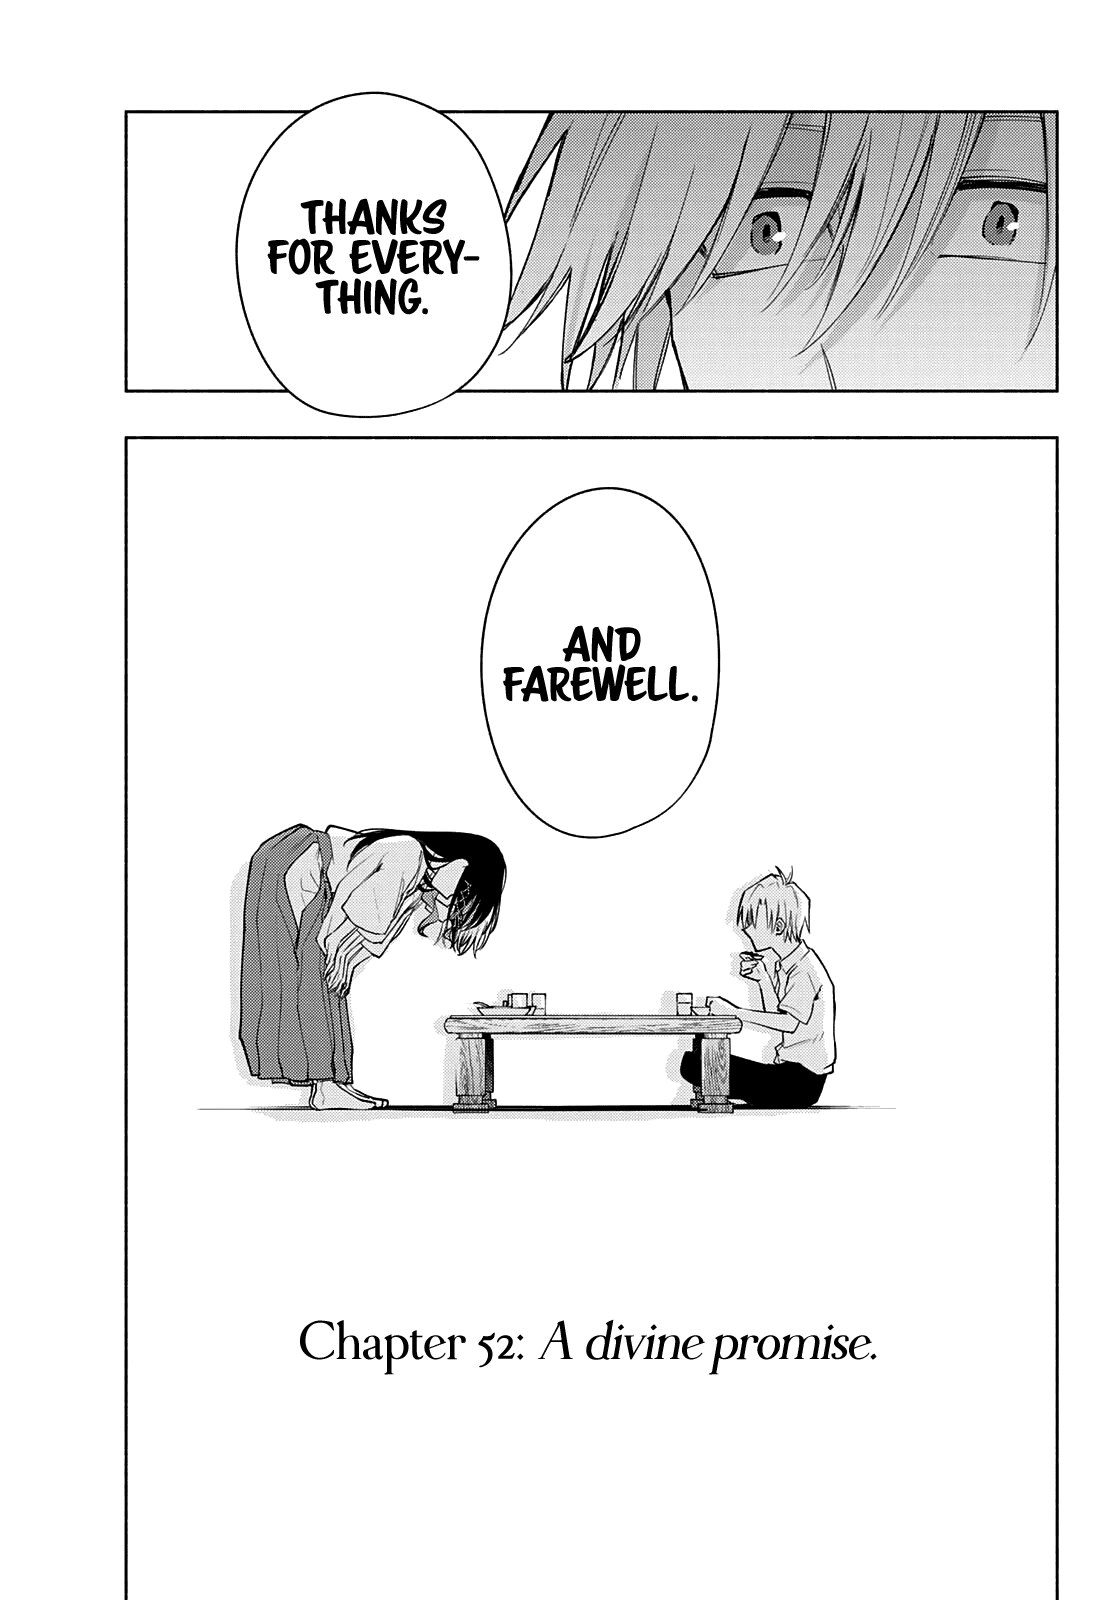 THANKS
FOR EVERY-
THING.
AND
FAREWELL.
Chapter 52: A divine promise.